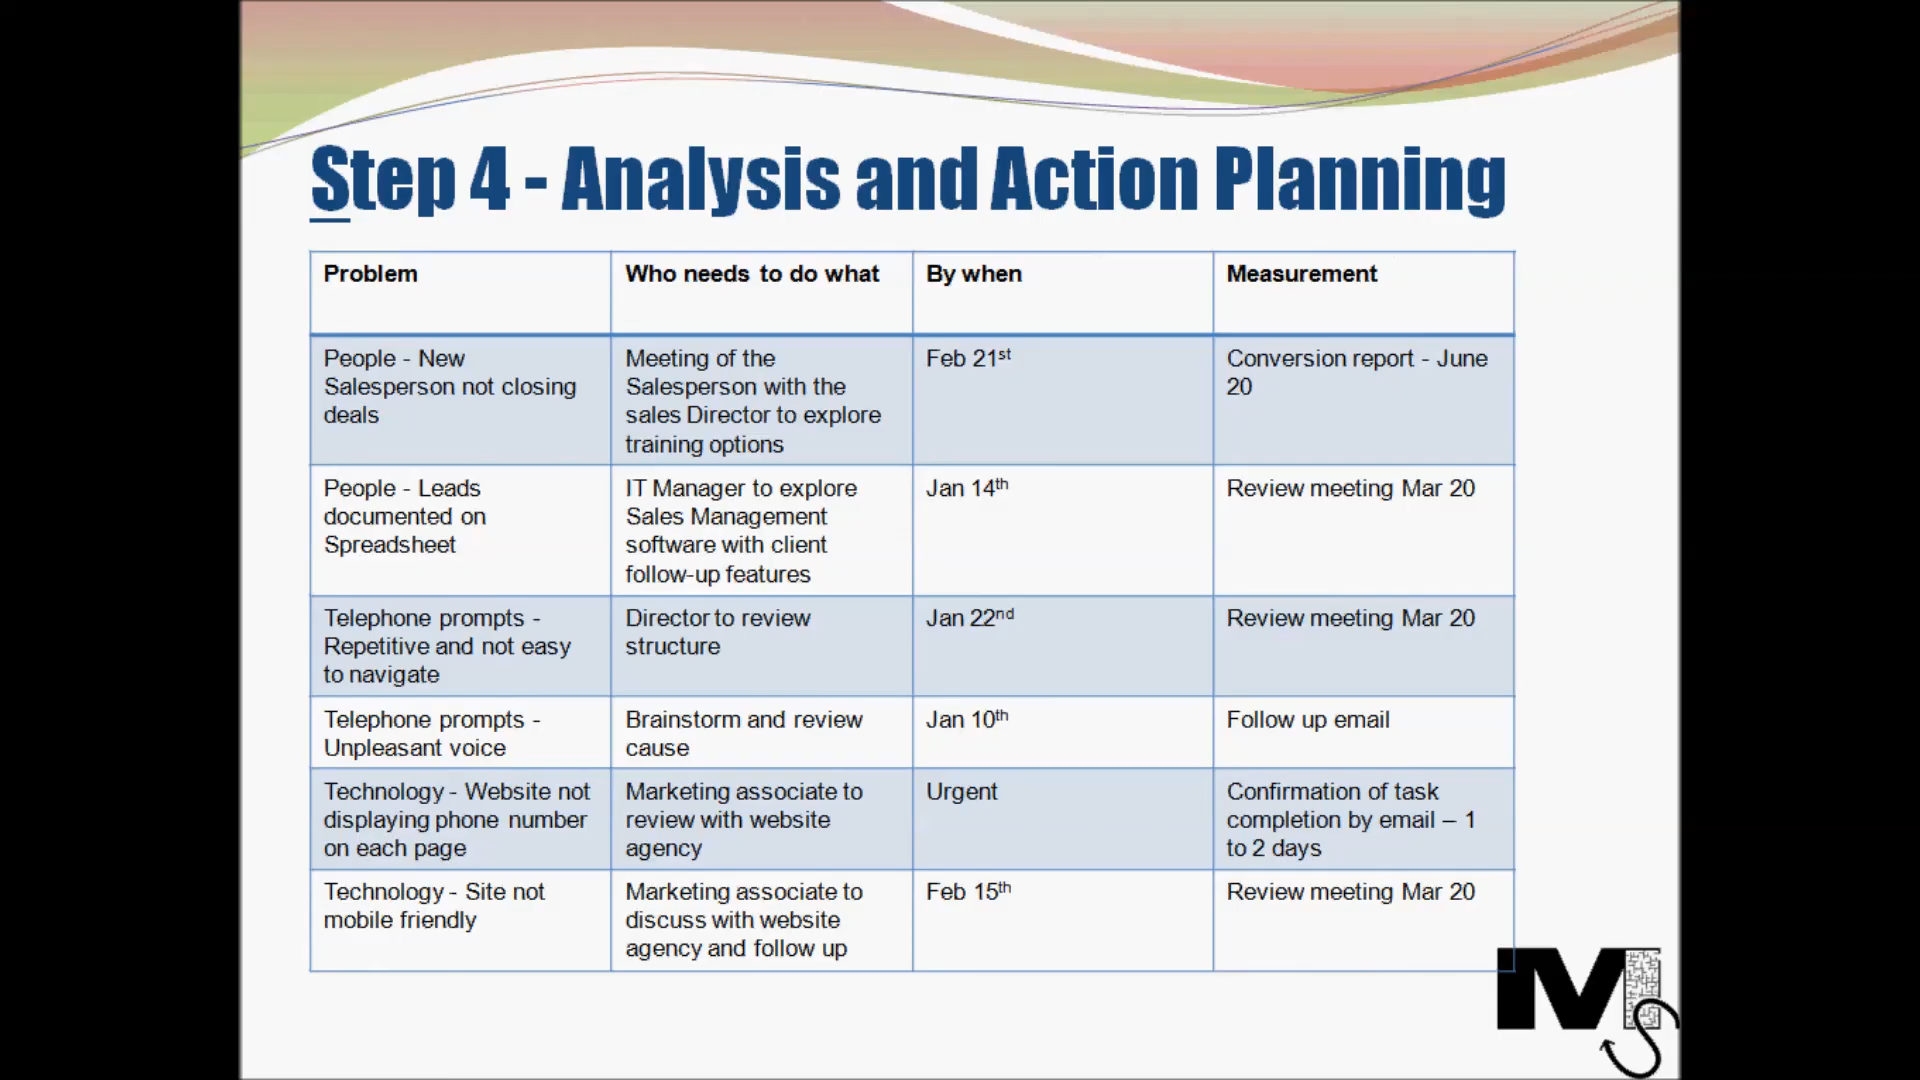 Step 4 - Analysis and Action Planning
Problem
Who needs to do what
By when
Measurement
People - New
Salesperson not closing
deals
Meeting of the
Salesperson with the
sales Director to explore
training options
Feb 21st
Conversion report - June
20
People - Leads
documented on
Spreadsheet
IT Manager to explore
Sales Management
software with client
follow-up features
Jan 14th
Review meeting Mar 20
Telephone prompts -
Repetitive and not easy
to navigate
Director to review
structure
Jan 22nd
Review meeting Mar 20
Telephone prompts -
Unpleasant voice
Brainstorm and review
cause
Jan 10th
Follow up email
Technology - Website not
displaying phone number
on each page
Marketing associate to
review with website
agency
Urgent
Confirmation of task
completion by email – 1
to 2 days
Technology - Site not
mobile friendly
Marketing associate to
discuss with website
agency and follow up
Feb 15th
Review meeting Mar 20